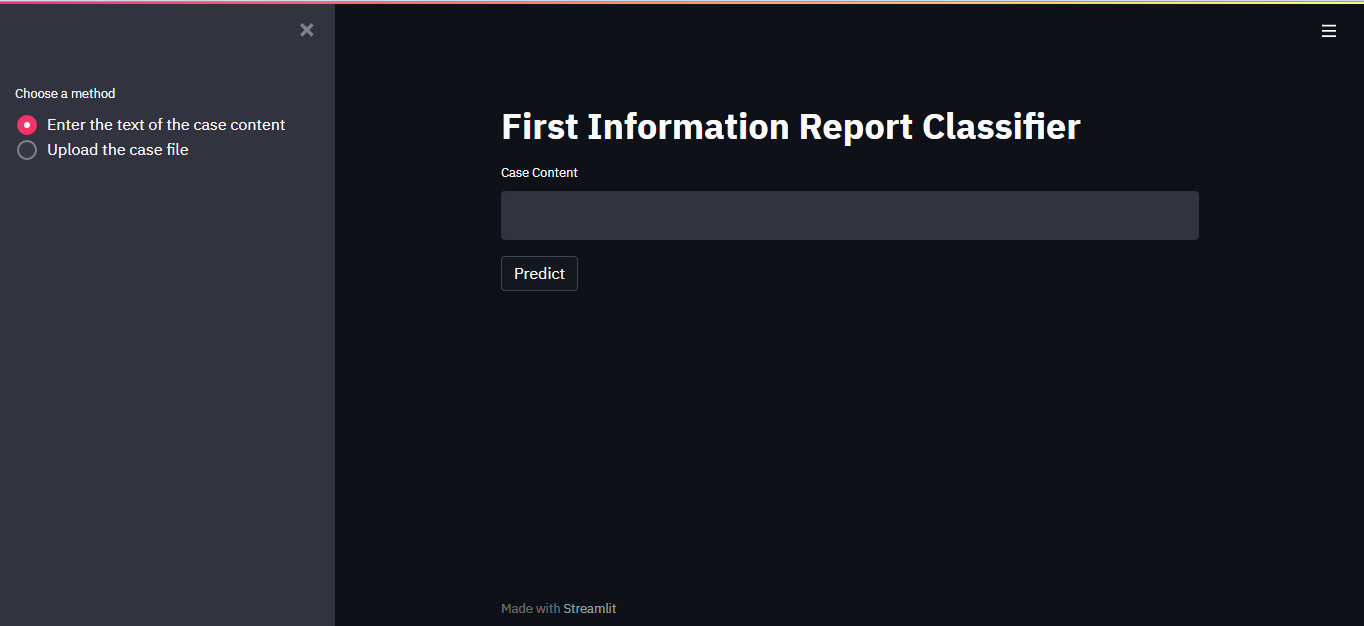 Choose a method
Enter the text of the case content
Upload the case file
First Information Report Classifier
Case Content
Predict
Made with Streamlit